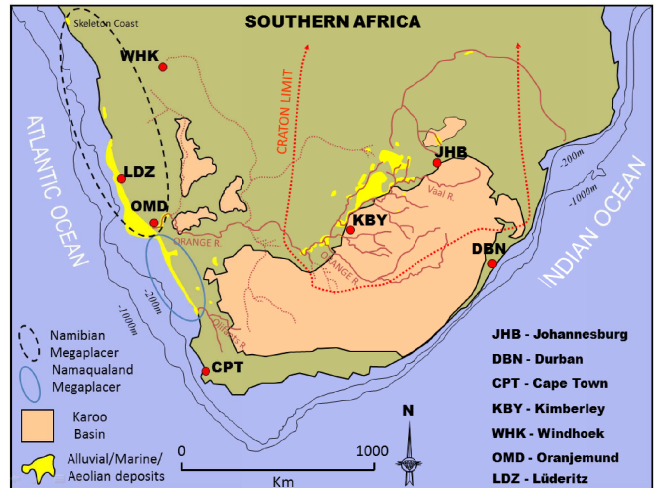 SOUTHERN AFRICA
Skeleton Coast
WHK
CRATON LIMIT
ATLANTIC OCEAN
JHB
-200m
-1000m
LDZ
Vaal R.
OMD
KBY
INDIAN OCEAN
ORANGE R.
ORANGE R.
DBN
-200m
-1000m
Olifants R.
Namibian
Megaplacer
Namaqualand
Megaplacer
CPT
Karoo
Basin
Alluvial/Marine/
Aeolian deposits
N
0
1000
Km
JHB - Johannesburg
DBN - Durban
CPT - Cape Town
KBY - Kimberley
WHK - Windhoek
OMD - Oranjemund
LDZ - Lüderitz